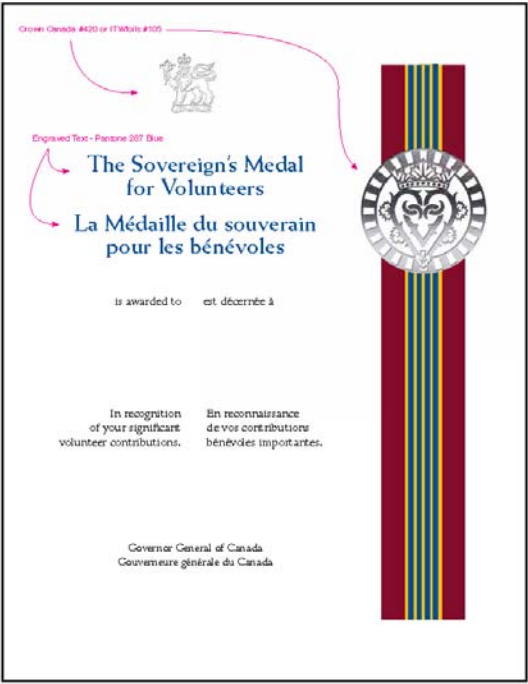 Crown Canada #420 or ITWfoils #105
Engraved Text - Pantone 287 Blue
The Sovereign's Medal
for Volunteers
La Médaille du souverain
pour les bénévoles
is awarded to est décernée à
In recognition
of your significant
volunteer contributions.
En reconnaissance
de vos contributions
bénévoles importantes.
Governor General of Canada
Gouverneure générale du Canada